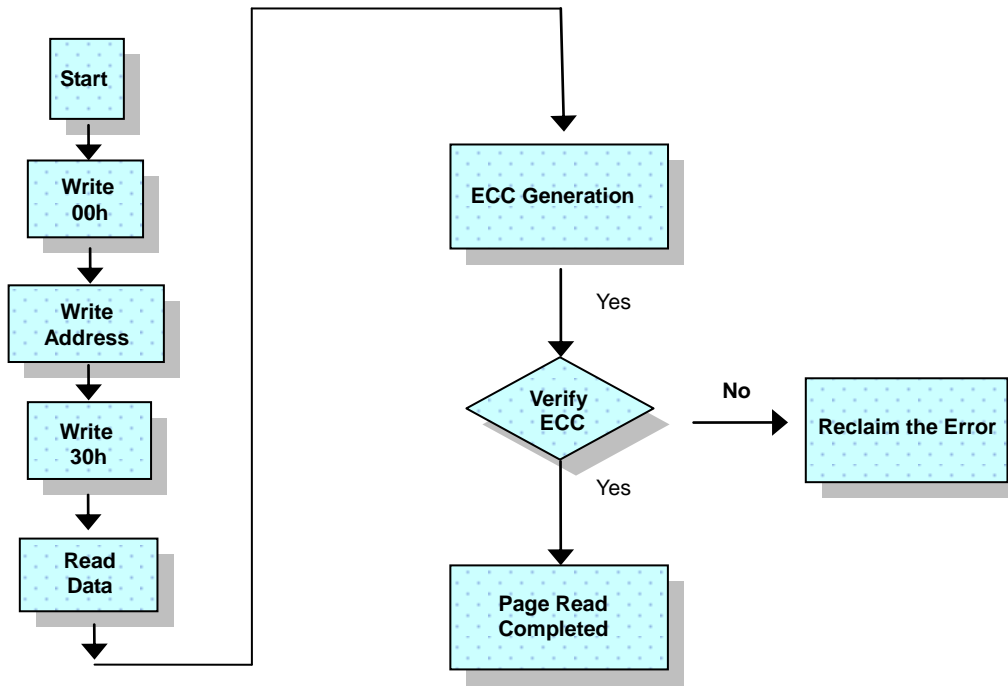 Start
Write
00h
Write
Address
Write
30h
Read
Data
ECC Generation
Yes
Verify
ECC
No
Reclaim the Error
Yes
Page Read
Completed